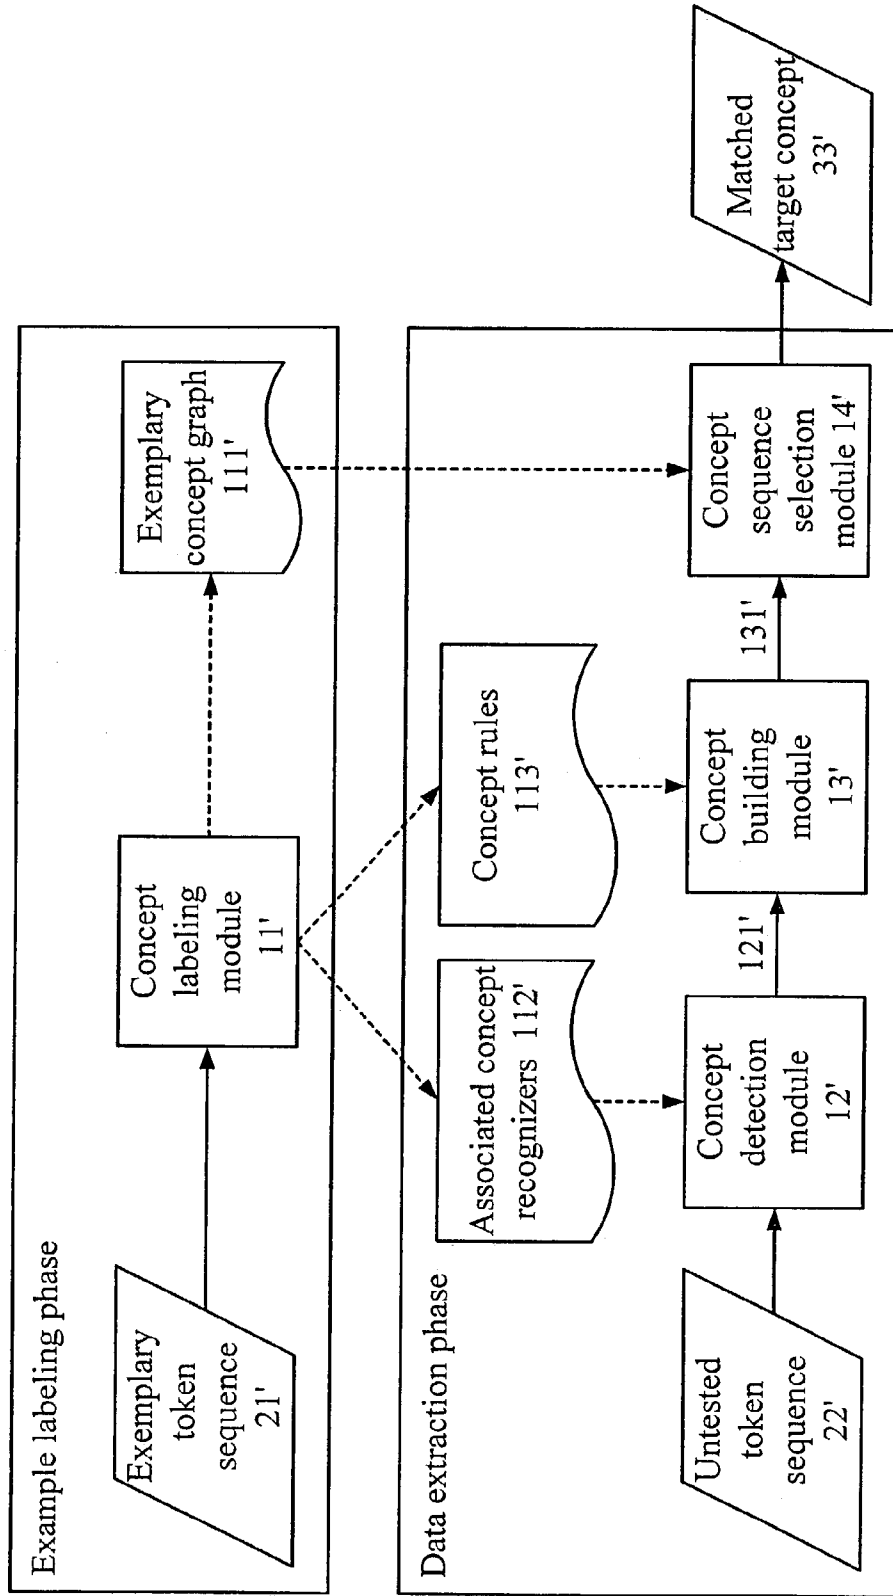 Example labeling phase
Exemplary
token
sequence
21'
Concept
labeling
module
11'
Exemplary
concept graph
111'
Data extraction phase
Associated concept
recognizers 112'
Concept rules
113'
Untested
token
sequence
22'
Concept
detection
module
12'
121'
Concept
building
module
13'
131'
Concept
sequence
selection
module 14'
Matched
target concept
33'